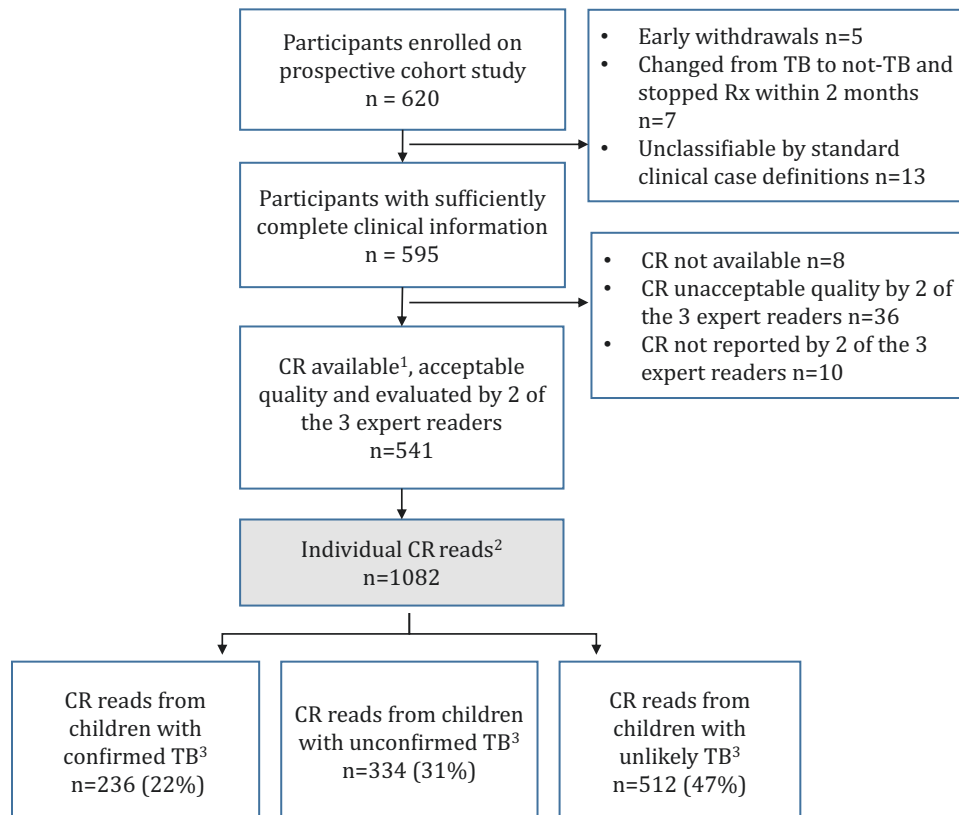 Participants enrolled on
prospective cohort study
n = 620
• Early withdrawals n=5
• Changed from TB to not-TB and
stopped Rx within 2 months
n=7
• Unclassifiable by standard
clinical case definitions n=13
Participants with sufficiently
complete clinical information
n = 595
• CR not available n=8
• CR unacceptable quality by 2 of
the 3 expert readers n=36
• CR not reported by 2 of the 3
expert readers n=10
CR available¹, acceptable
quality and evaluated by 2 of
the 3 expert readers
n=541
Individual CR reads²
n=1082
CR reads from
children with
confirmed TB³
n=236 (22%)
CR reads from children
with unconfirmed TB³
n=334 (31%)
CR reads from
children with
unlikely TB³
n=512 (47%)